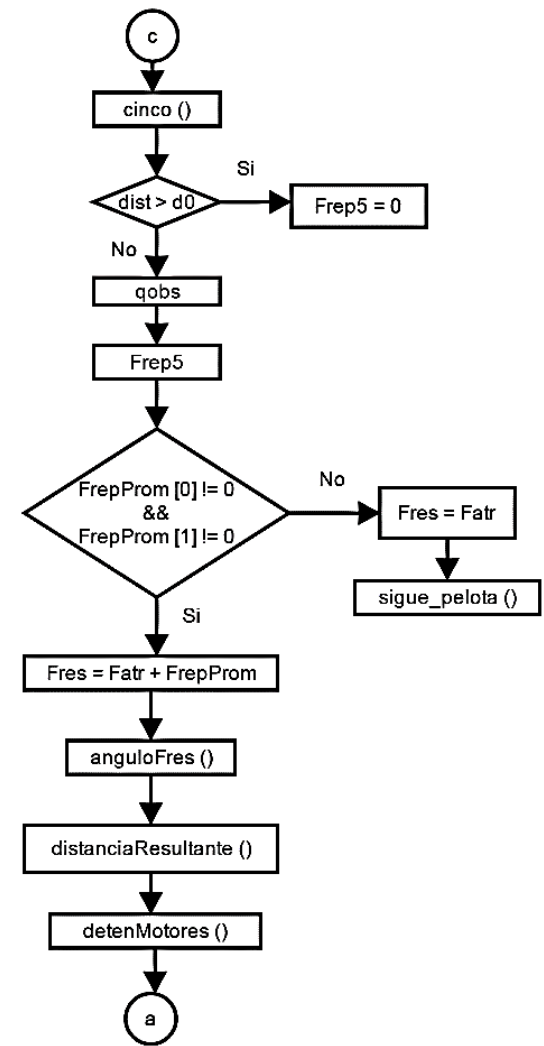 c
cinco ()
Si
dist > d0
Frep5 = 0
No
qobs
Frep5
FrepProm [0] != 0
&&
FrepProm [1] != 0
No
Fres = Fatr
sigue_pelota ()
Si
Fres = Fatr + FrepProm
anguloFres ()
distanciaResultante ()
detenMotores ()
a